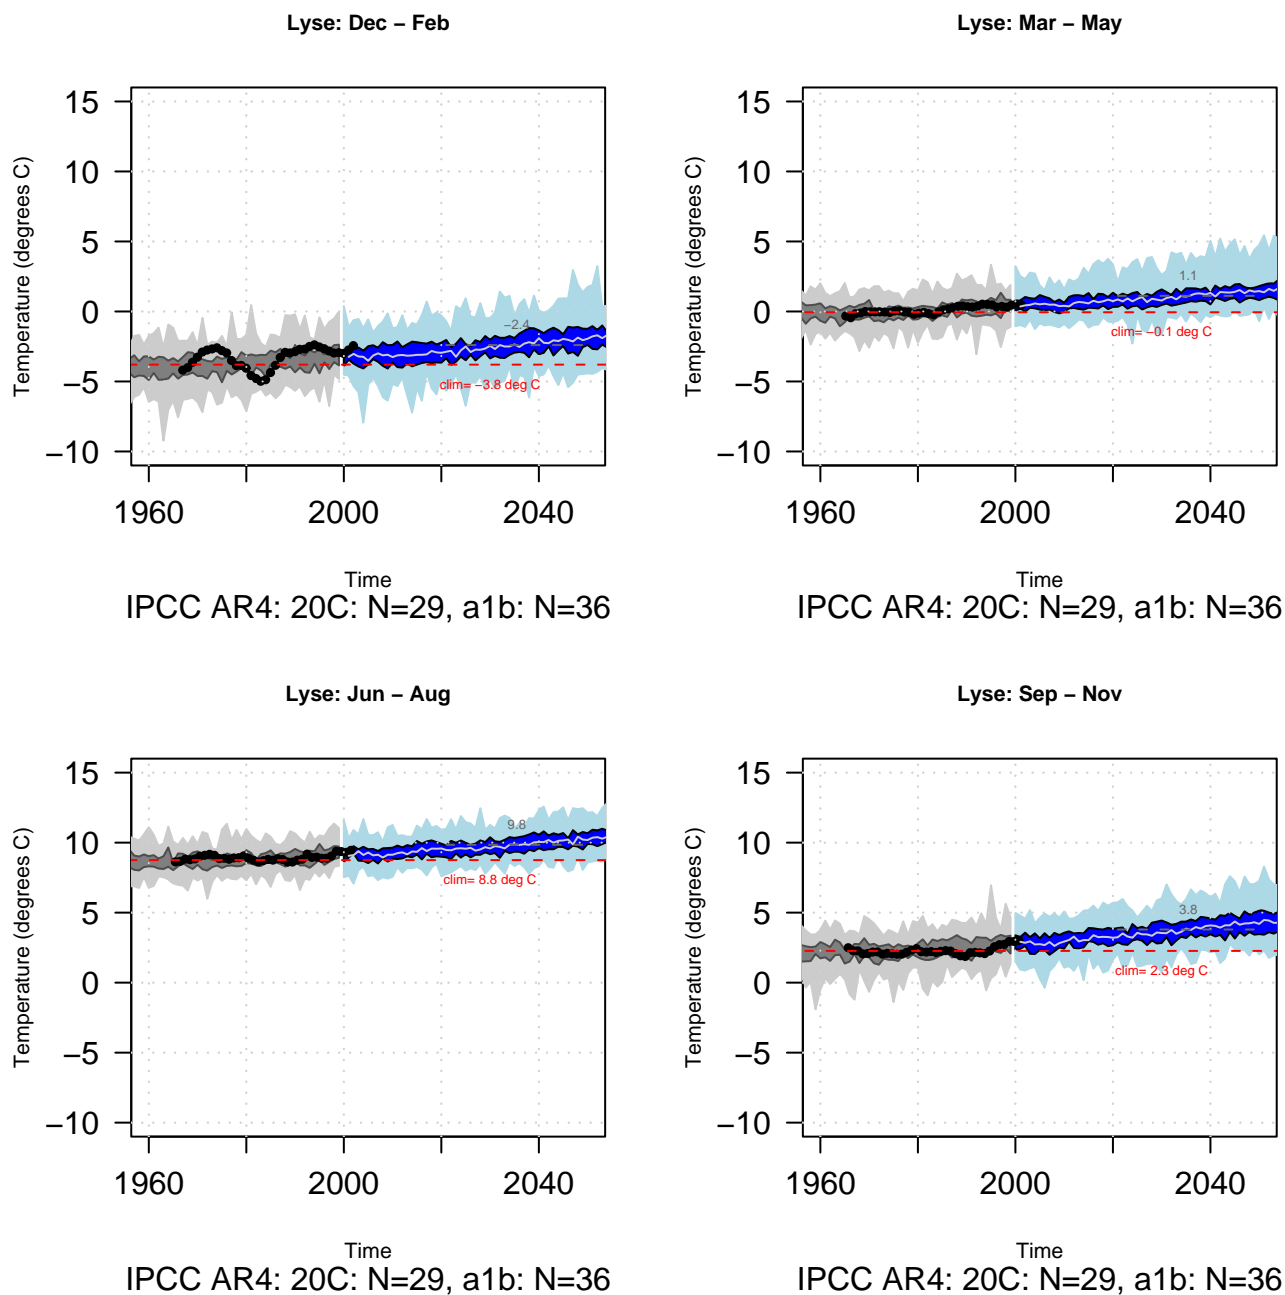 Lyse: Dec – Feb
Temperature (degrees C)
15
10
5
0
−5
−10
−2.4
clim= −3.8 deg C
1960
2000
2040
Time
IPCC AR4: 20C: N=29, a1b: N=36
Lyse: Mar – May
Temperature (degrees C)
15
10
5
0
−5
−10
1.1
clim= −0.1 deg C
1960
2000
2040
Time
IPCC AR4: 20C: N=29, a1b: N=36
Lyse: Jun – Aug
Temperature (degrees C)
15
10
5
0
−5
−10
9.8
clim= 8.8 deg C
1960
2000
2040
Time
IPCC AR4: 20C: N=29, a1b: N=36
Lyse: Sep – Nov
Temperature (degrees C)
15
10
5
0
−5
−10
3.8
clim= 2.3 deg C
1960
2000
2040
Time
IPCC AR4: 20C: N=29, a1b: N=36